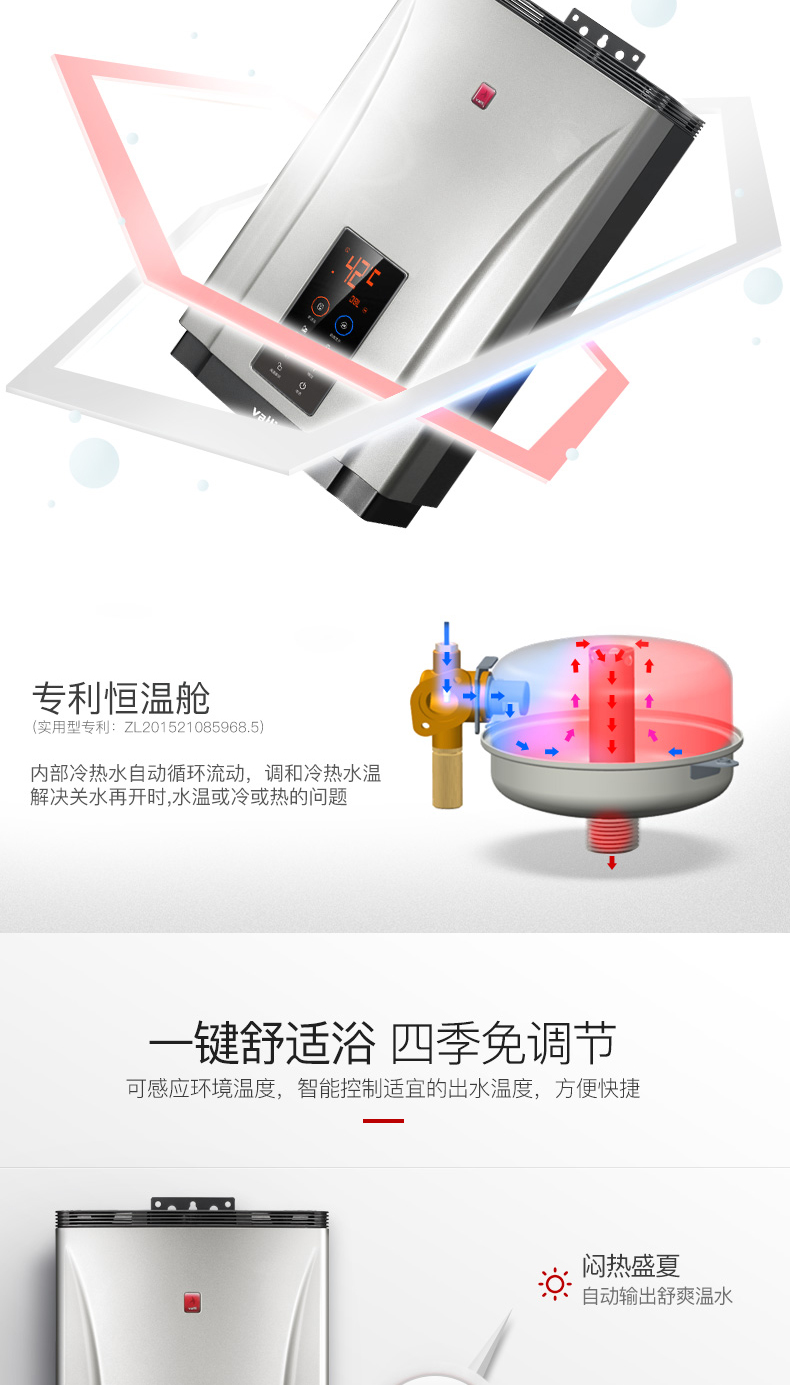 42℃
专利恒温舱
(实用型专利：ZL201521085968.5)
内部冷热水自动循环流动，调和冷热水温
解决关水再开时,水温或冷或热的问题
一键舒适浴 四季免调节
可感应环境温度，智能控制适宜的出水温度，方便快捷
闷热盛夏
自动输出舒爽温水